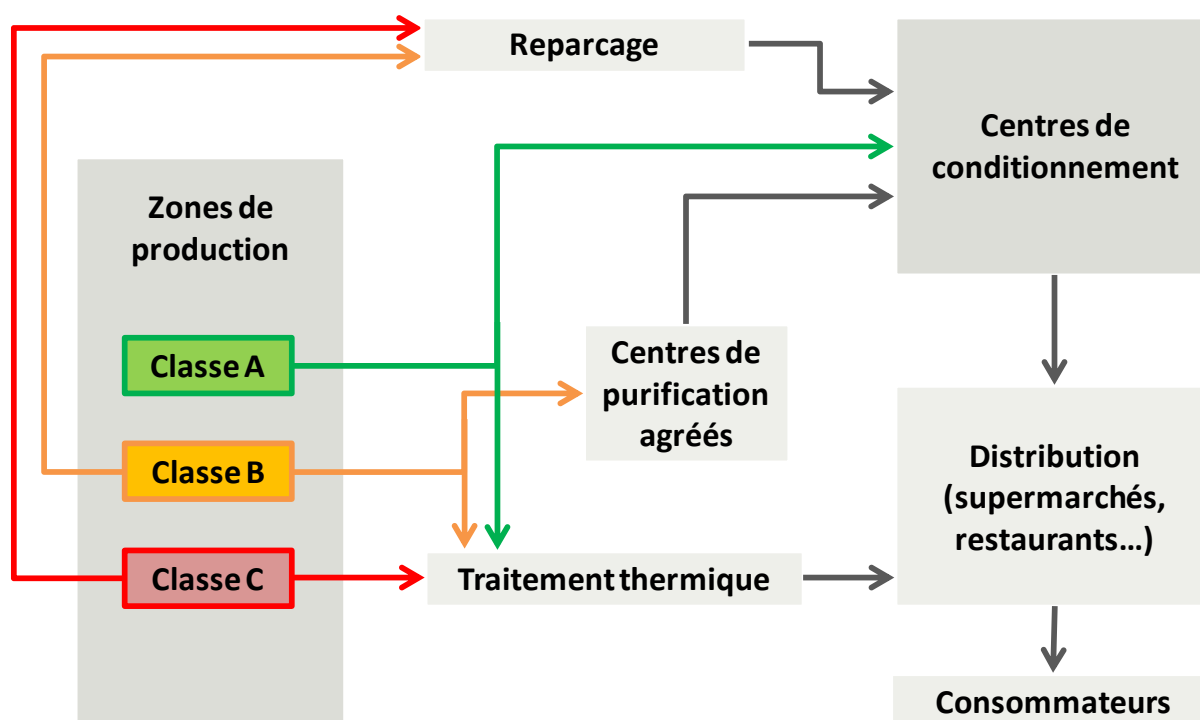 Reparcage
Centres de
conditionnement
Zones de
production
Classe A
Centres de
purification
agréés
Classe B
Distribution
(supermarchés,
restaurants…)
Classe C
Traitement thermique
Consommateurs